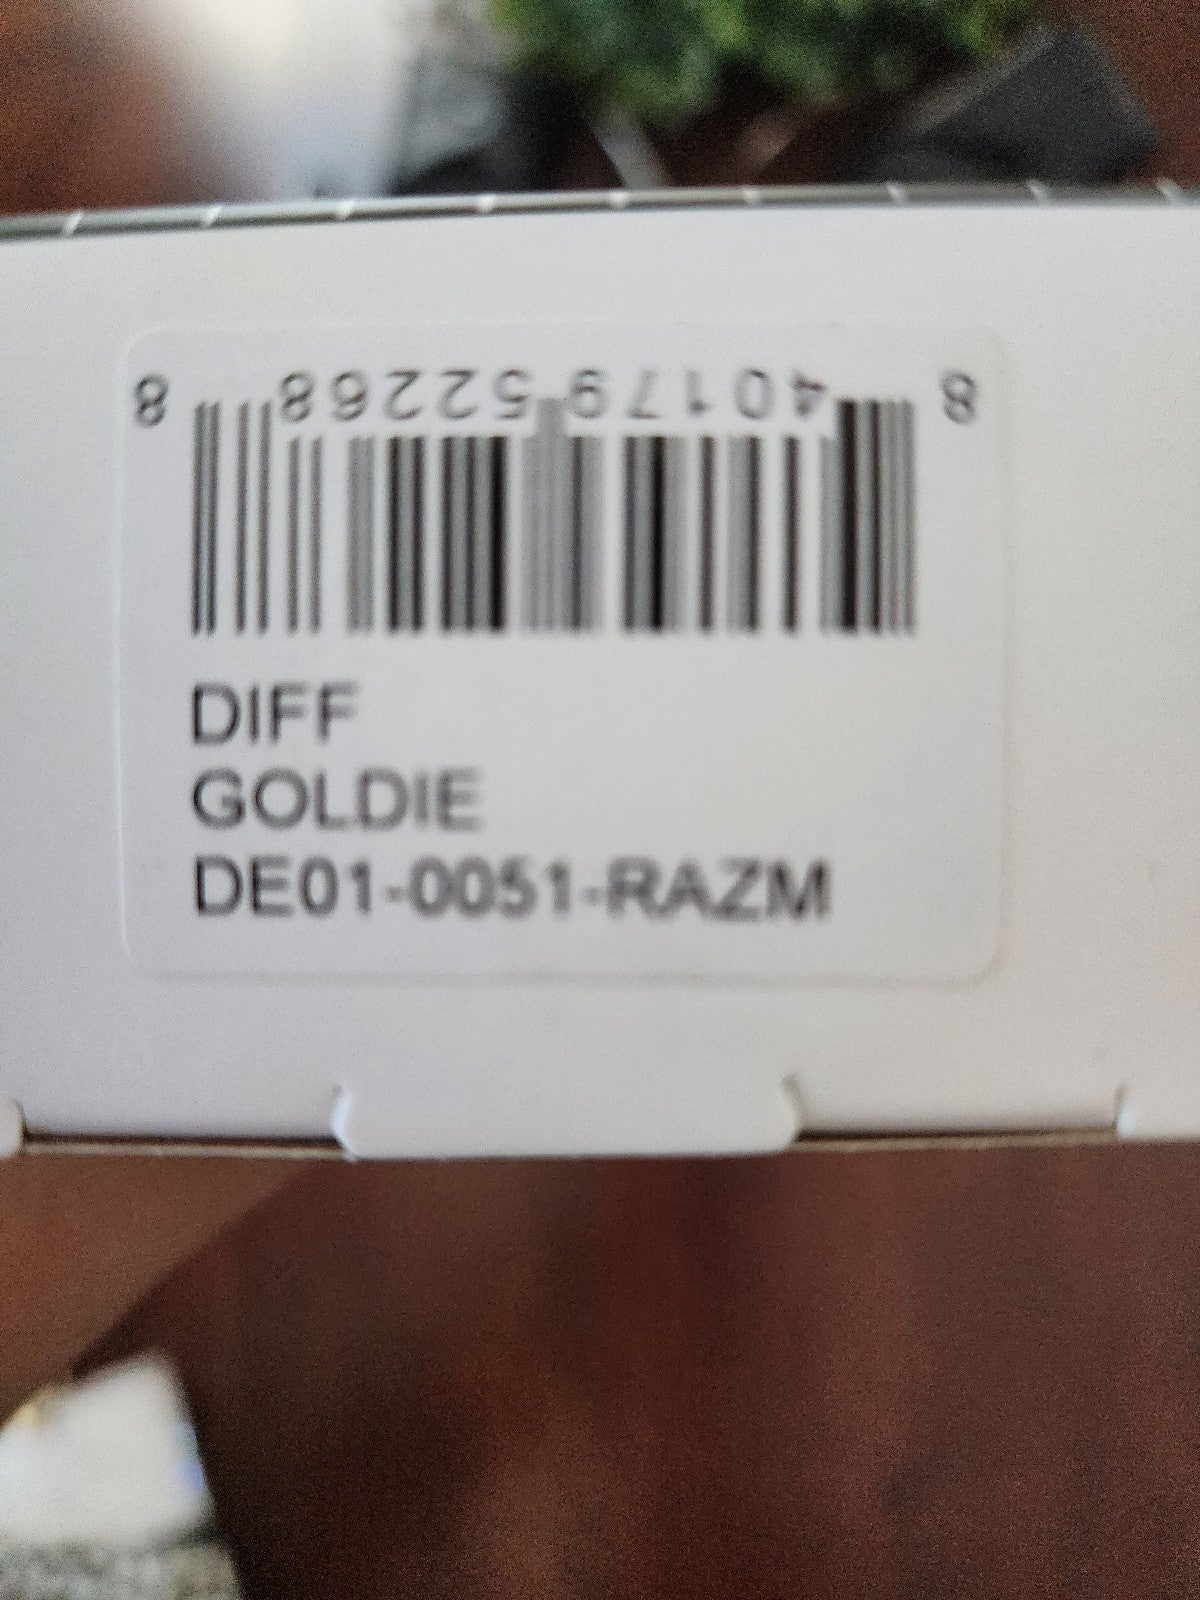 8 40179 52268 8
DIFF
GOLDIE
DE01-0051-RAZM